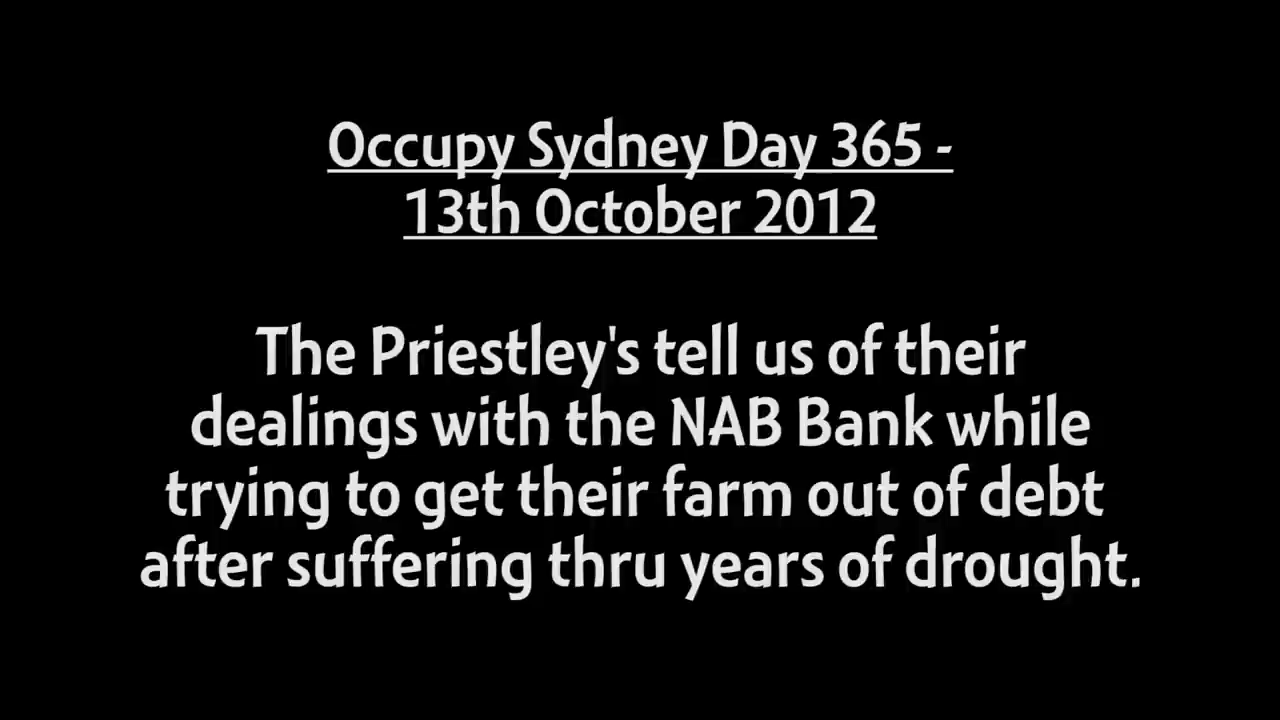 Occupy Sydney Day 365 -
13th October 2012
The Priestley's tell us of their
dealings with the NAB Bank while
trying to get their farm out of debt
after suffering thru years of drought.